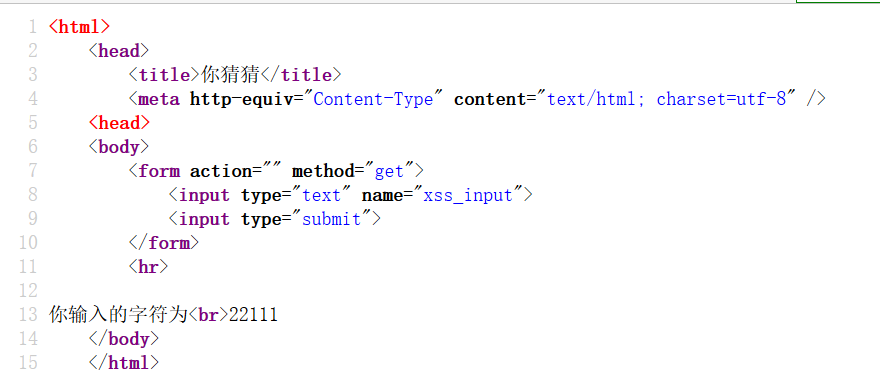 1 <html>
2 <head>
3 <title>你猜猜</title>
4 <meta http-equiv="Content-Type" content="text/html; charset=utf-8" />
5 <head>
6 <body>
7 <form action="" method="get">
8 <input type="text" name="xss_input">
9 <input type="submit">
10 </form>
11 <hr>
12
13 你输入的字符为<br>22111
14 </body>
15 </html>